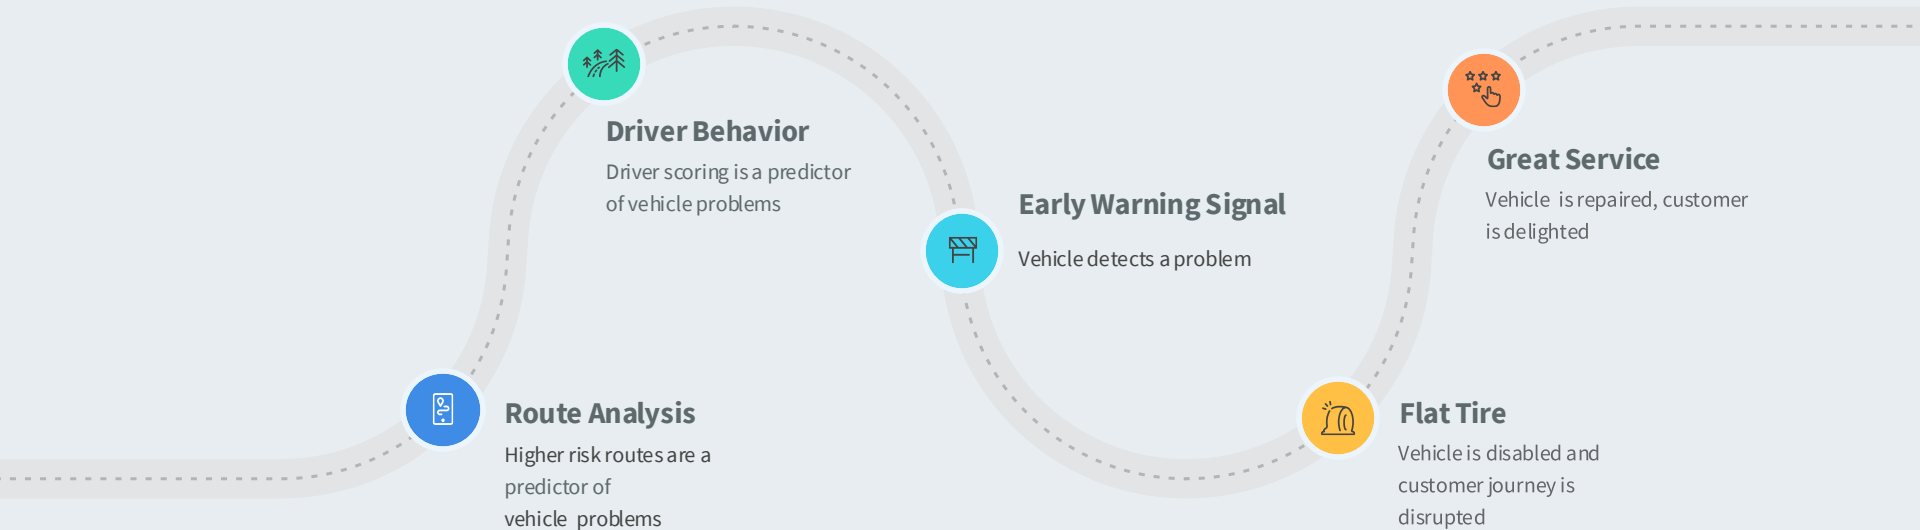 Driver Behavior
Driver scoring is a predictor
of vehicle problems
Great Service
Vehicle is repaired, customer
is delighted
Early Warning Signal
Vehicle detects a problem
Route Analysis
Higher risk routes are a
predictor of
vehicle problems
Flat Tire
Vehicle is disabled and
customer journey is
disrupted